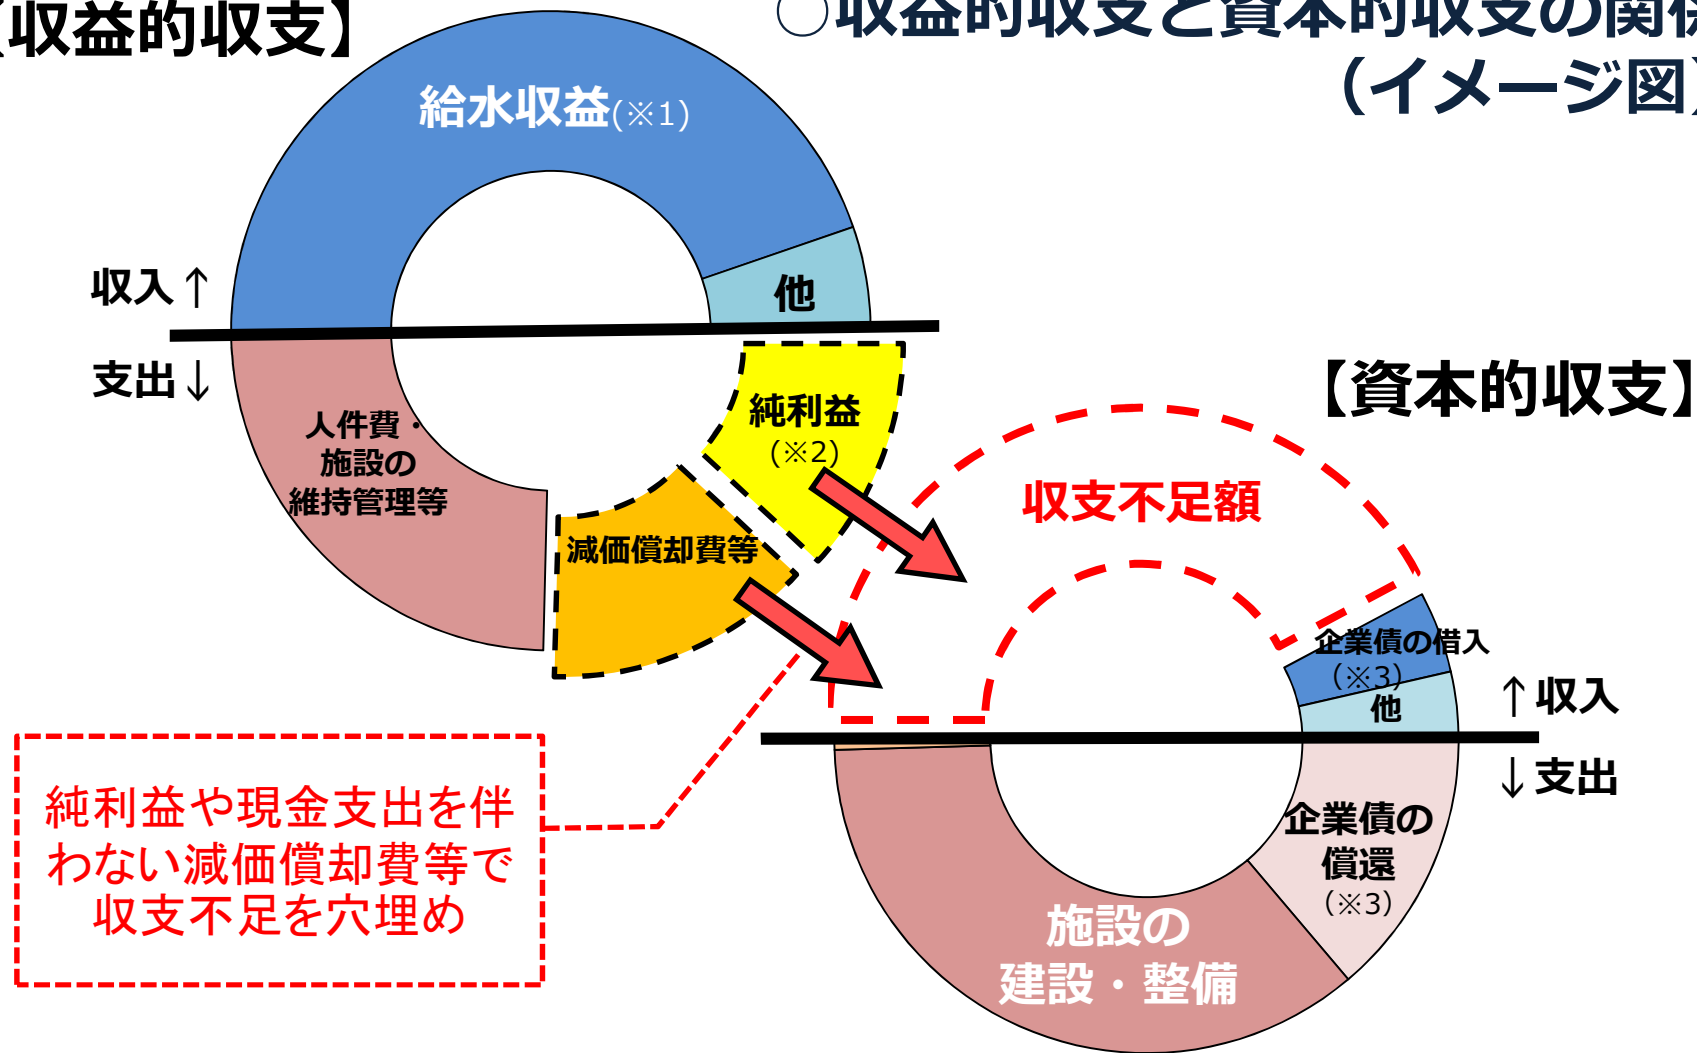 【収益的収支】
○収益的収支と資本的収支の関係
（イメージ図）
給水収益(※1)
他
収入↑
支出↓
人件費・
施設の
維持管理等
純利益
(※2)
減価償却費等
【資本的収支】
収支不足額
企業債の借入
(※3)
他
↑収入
↓支出
企業債の
償還
(※3)
施設の
建設・整備
純利益や現金支出を伴
わない減価償却費等で
収支不足を穴埋め